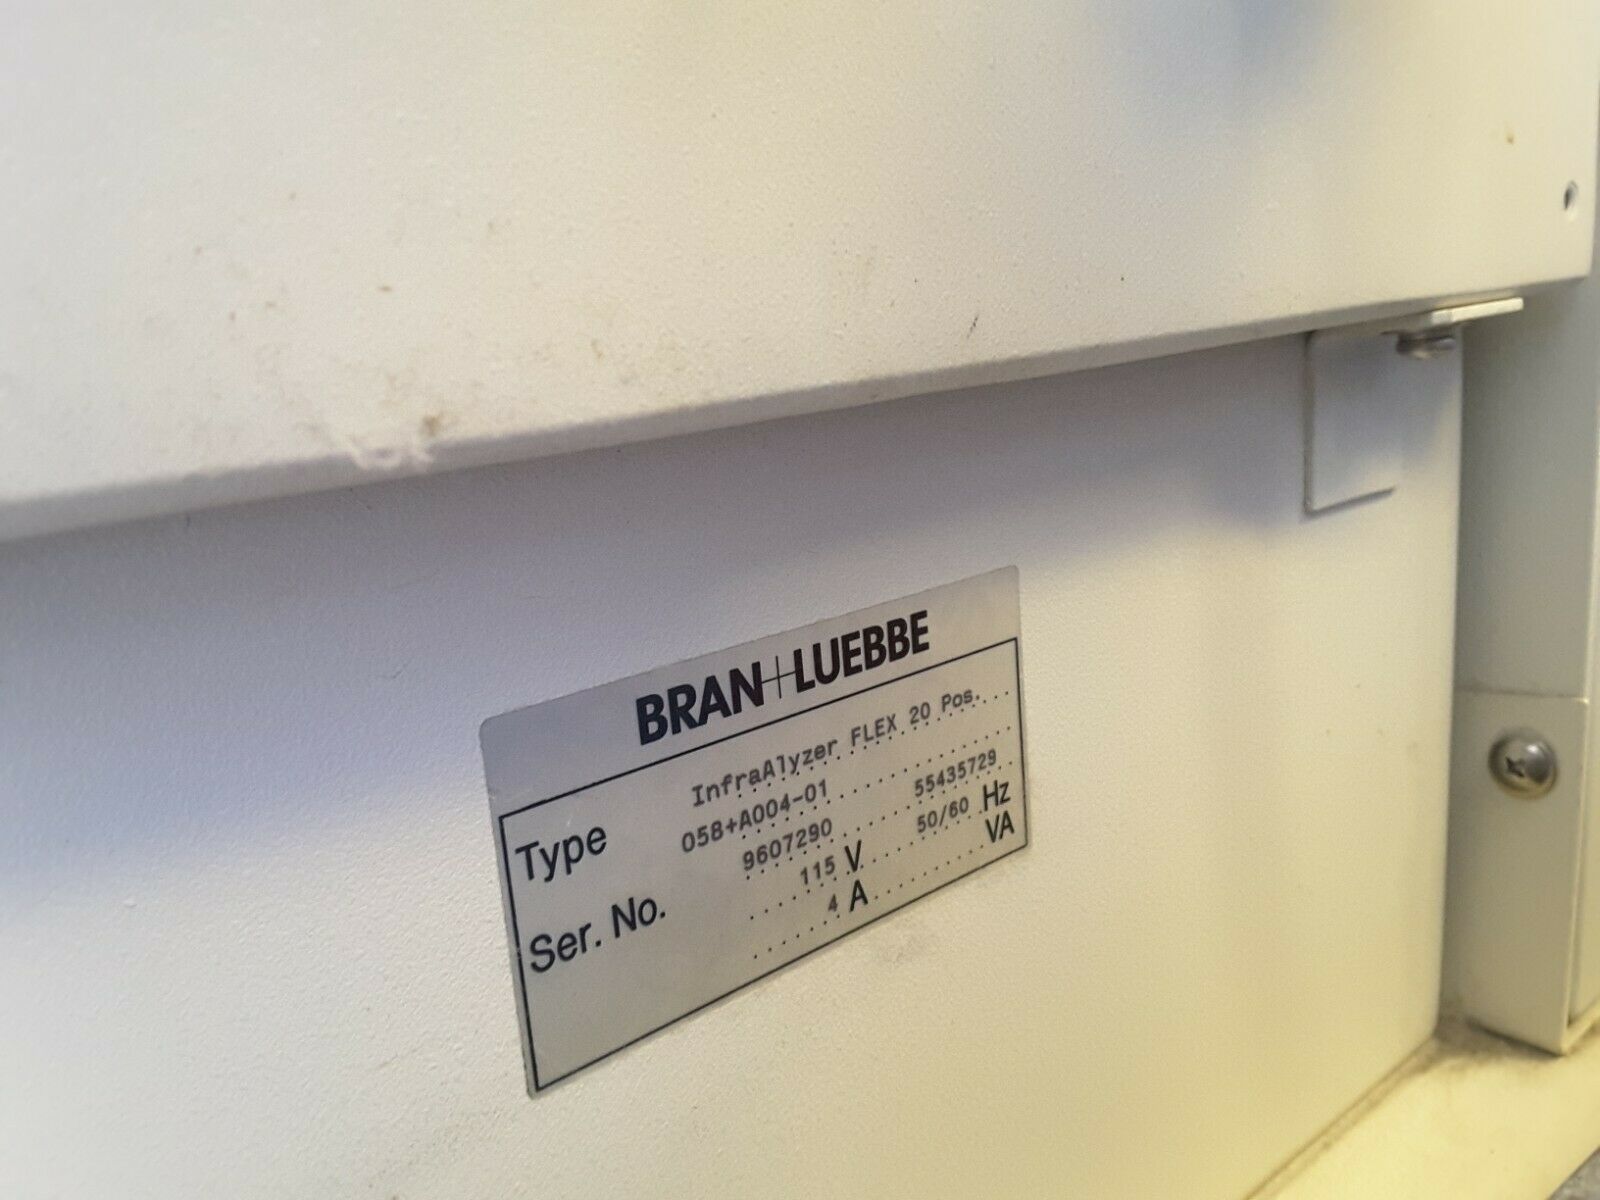 BRAN+LUEBBE
InfraAlyzer FLEX 20 Pos.
Type 058+A004-01
Ser. No. 9607290 55435729
115 V 50/60 Hz
4 A VA